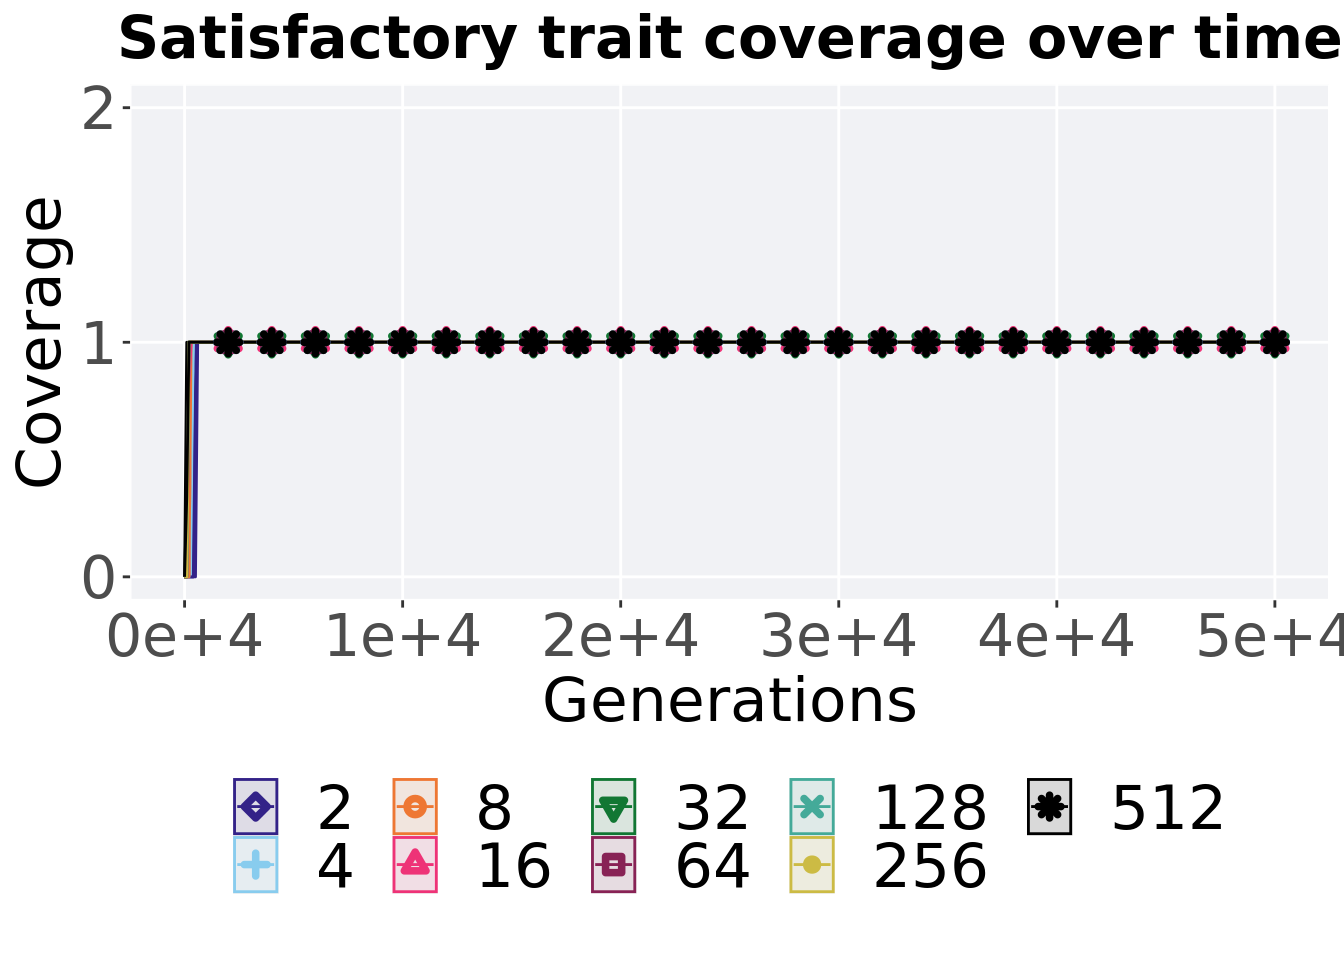 Satisfactory trait coverage over time
2
1
0
Coverage
0e+4 1e+4 2e+4 3e+4 4e+4 5e+4
Generations
2 8 32 128 512
4 16 64 256